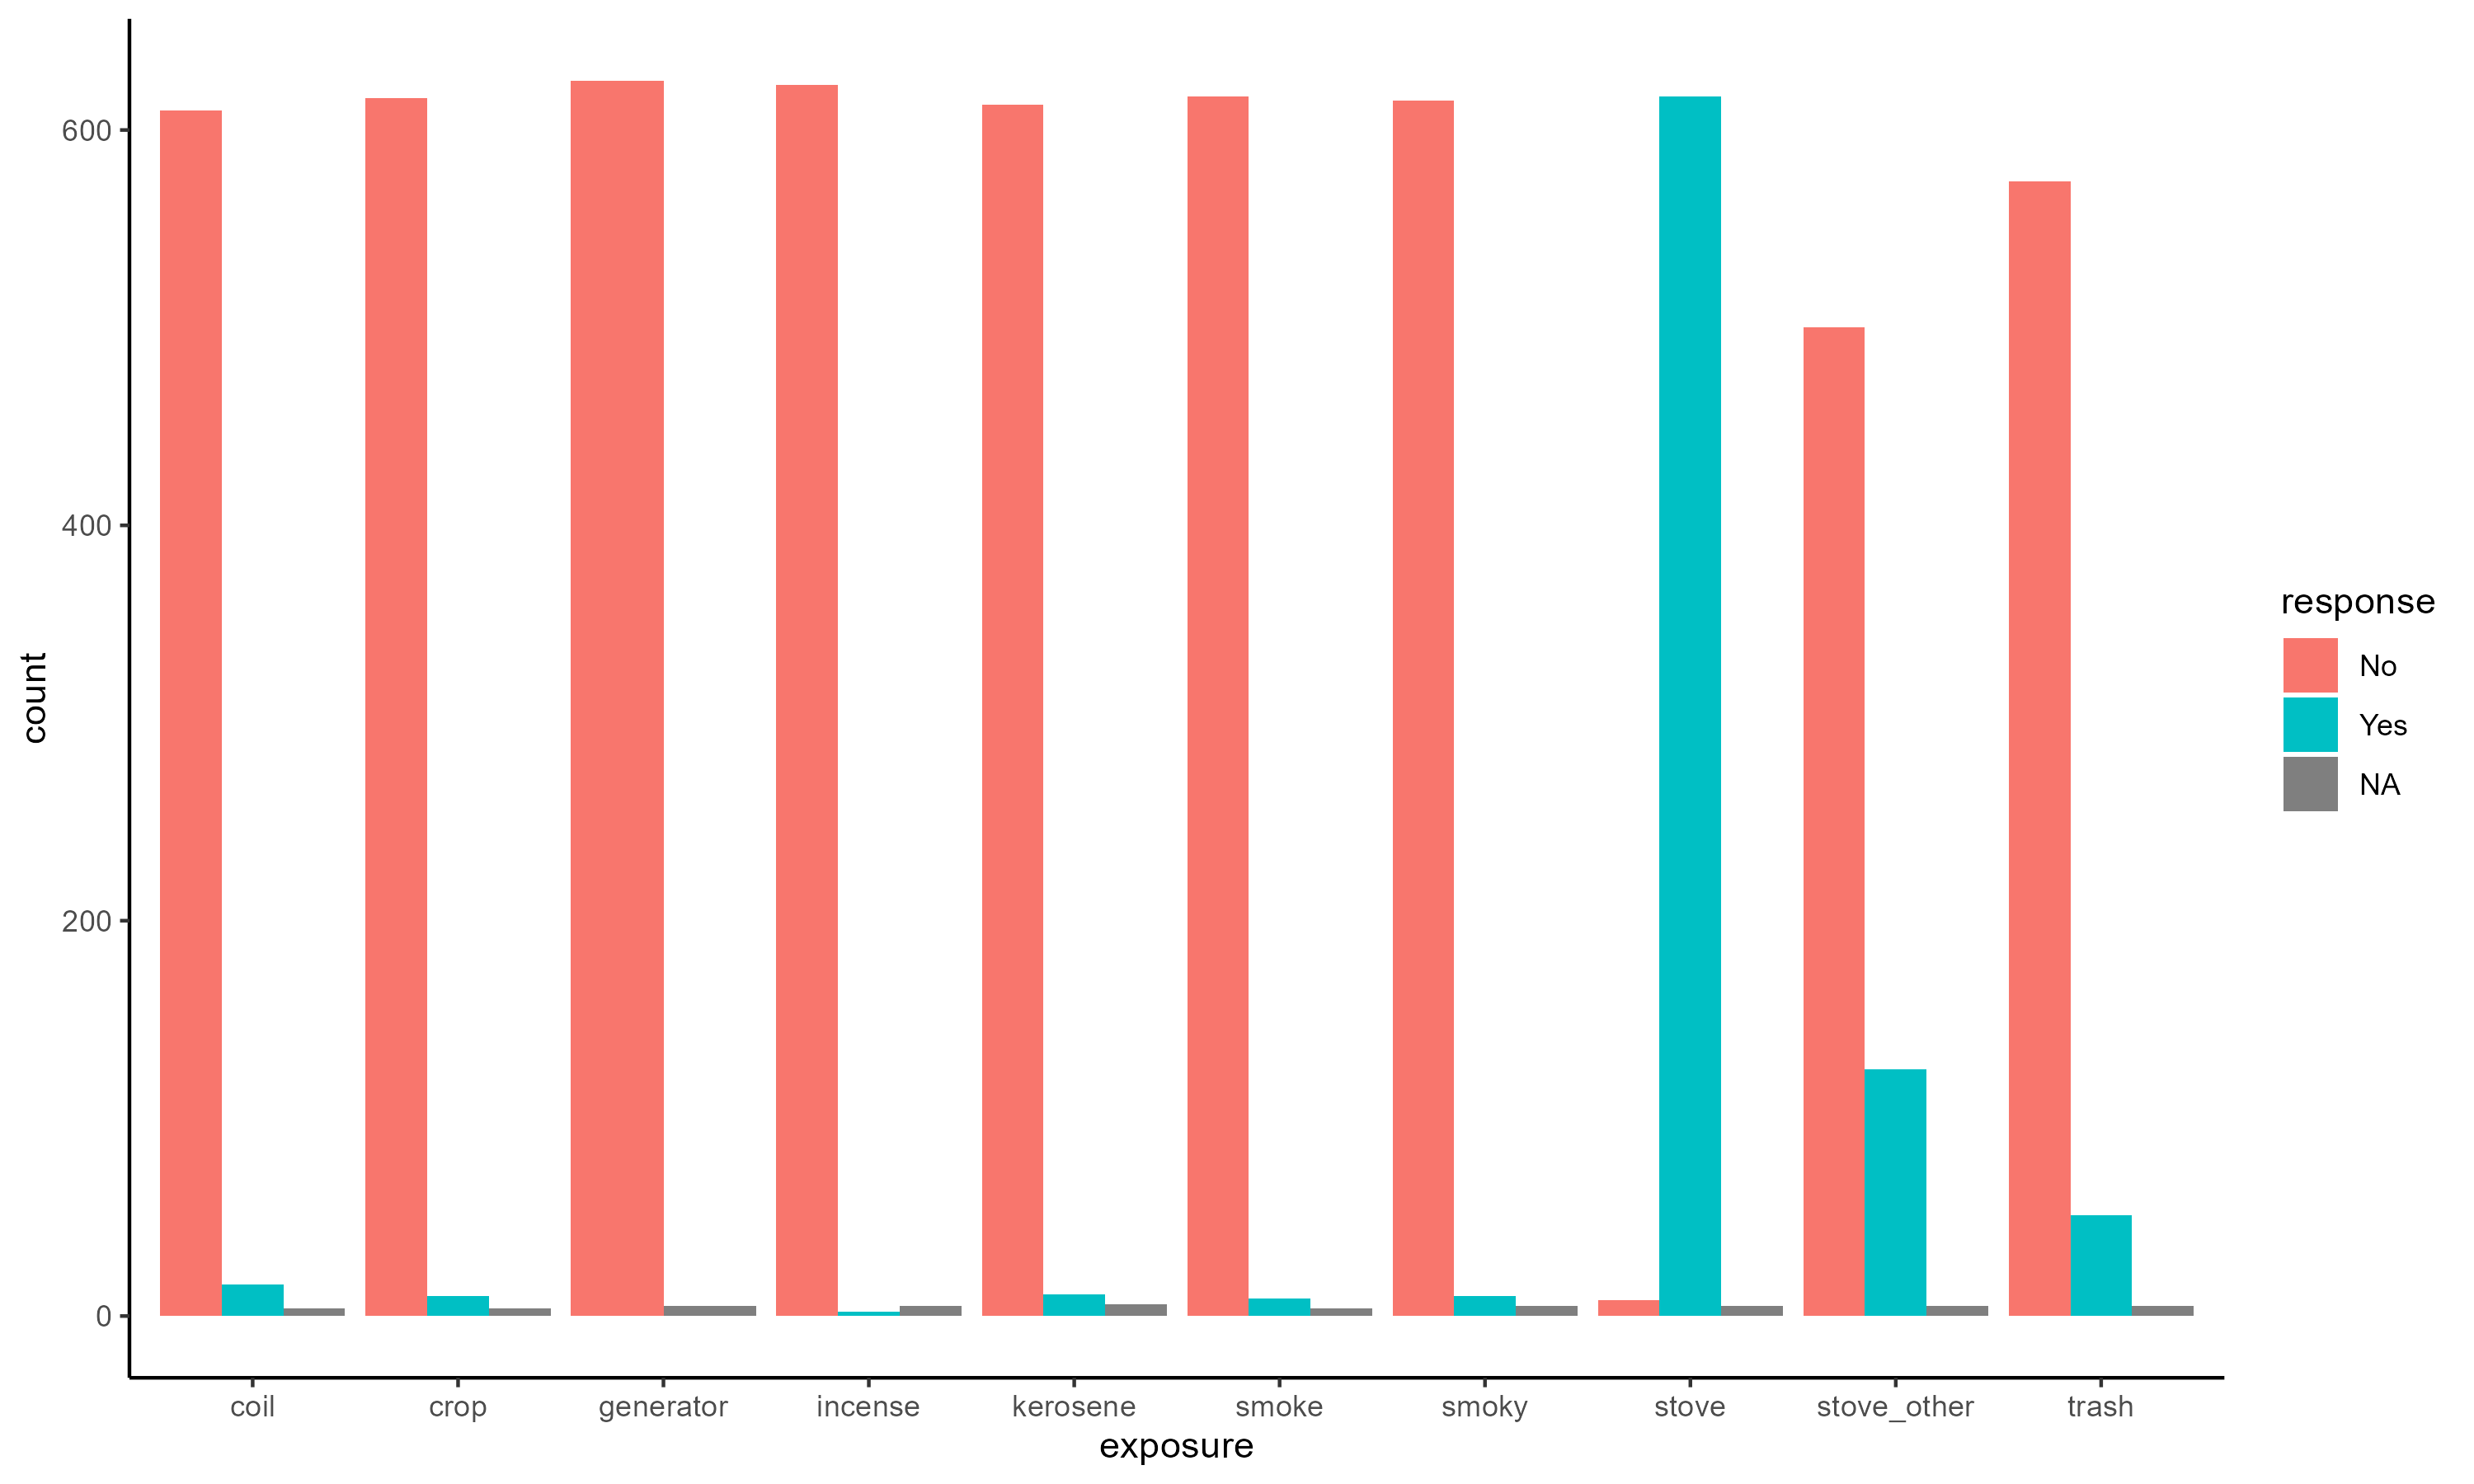 600
400
200
0
count
coil crop generator incense kerosene smoke smoky stove stove_other trash
exposure
response
No
Yes
NA